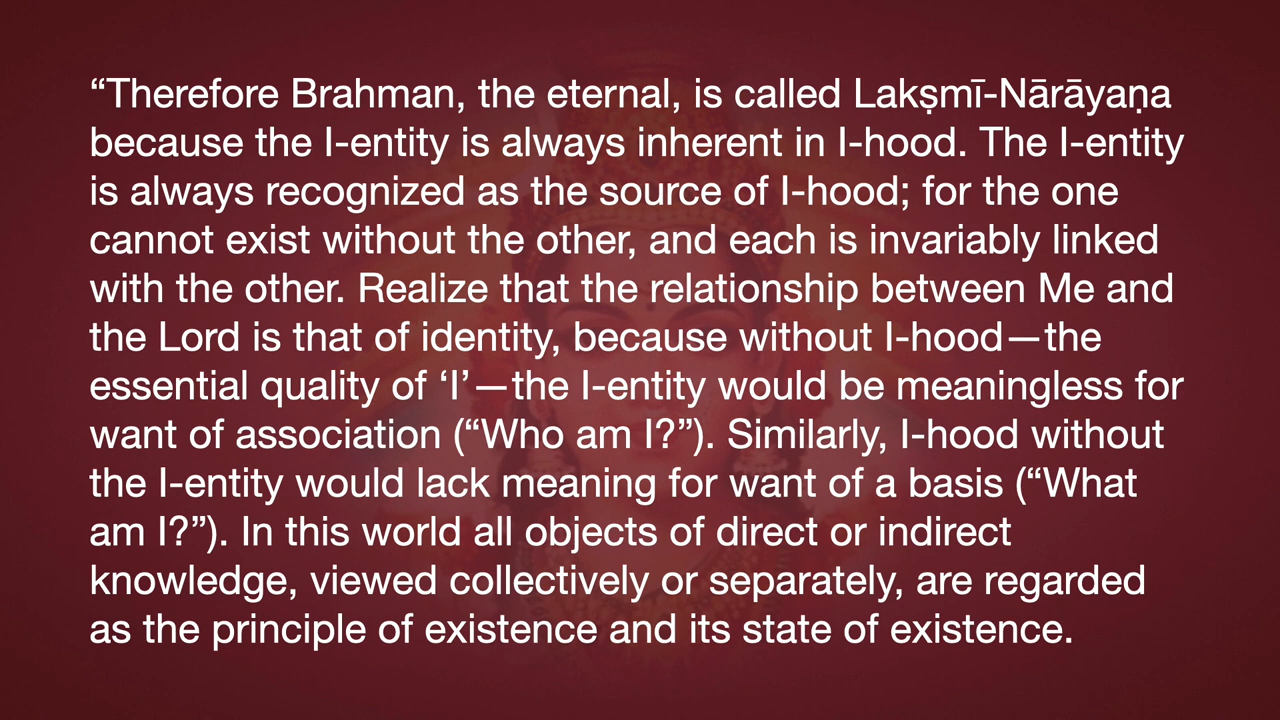 “Therefore Brahman, the eternal, is called Lakṣmī-Nārāyaṇa
because the I-entity is always inherent in I-hood. The I-entity
is always recognized as the source of I-hood; for the one
cannot exist without the other, and each is invariably linked
with the other. Realize that the relationship between Me and
the Lord is that of identity, because without I-hood—the
essential quality of ‘I’—the I-entity would be meaningless for
want of association (“Who am I?”). Similarly, I-hood without
the I-entity would lack meaning for want of a basis (“What
am I?”). In this world all objects of direct or indirect
knowledge, viewed collectively or separately, are regarded
as the principle of existence and its state of existence.